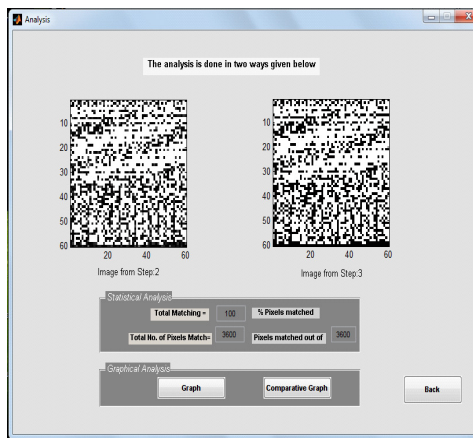 Analysis
The analysis is done in two ways given below
10
20
30
40
50
60
20 40 60
Image from Step:2
10
20
30
40
50
60
20 40 60
Image from Step:3
Statistical Analysis
Total Matching = 100 % Pixels matched
Total No. of Pixels Match= 3600 Pixels matched out of 3600
Graphical Analysis
Graph Comparative Graph
Back